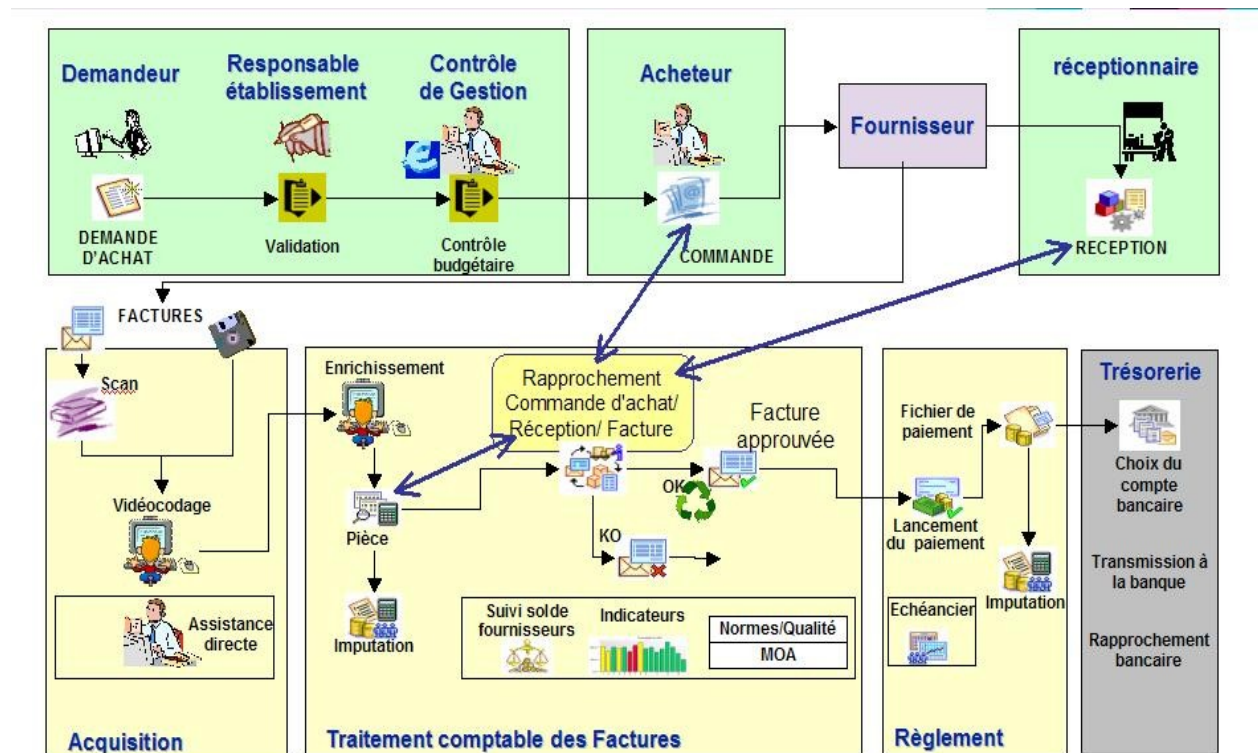 Demandeur
Responsable
établissement
Contrôle
de Gestion
Acheteur
Fournisseur
réceptionnaire
DEMANDE
D'ACHAT
Validation
Contrôle
budgétaire
COMMANDE
RECEPTION
FACTURES
Scan
Vidéocodage
Assistance
directe
Acquisition
Enrichissement
Rapprochement
Commande d'achat/
Réception/ Facture
Facture
approuvée
OK
KO
Pièce
Imputation
Suivi solde
fournisseurs
Indicateurs
Normes/Qualité
MOA
Traitement comptable des Factures
Fichier de
paiement
Lancement
du paiement
Imputation
Echéancier
Règlement
Trésorerie
Choix du
compte
bancaire
Transmission à
la banque
Rapprochement
bancaire